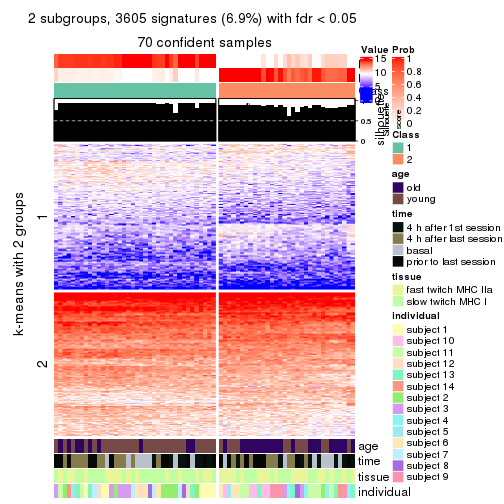 2 subgroups, 3605 signatures (6.9%) with fdr < 0.05
70 confident samples
k-means with 2 groups
1
2
Value
15
10
5
0
Prob
1
0.8
0.6
0.4
0.2
0
silhouette
score
1
0.5
0
Class
1
2
age
old
young
time
4 h after 1st session
4 h after last session
basal
prior to last session
tissue
fast twitch MHC IIa
slow twitch MHC I
individual
subject 1
subject 10
subject 11
subject 12
subject 13
subject 14
subject 2
subject 3
subject 4
subject 5
subject 6
subject 7
subject 8
subject 9
age
time
tissue
individual